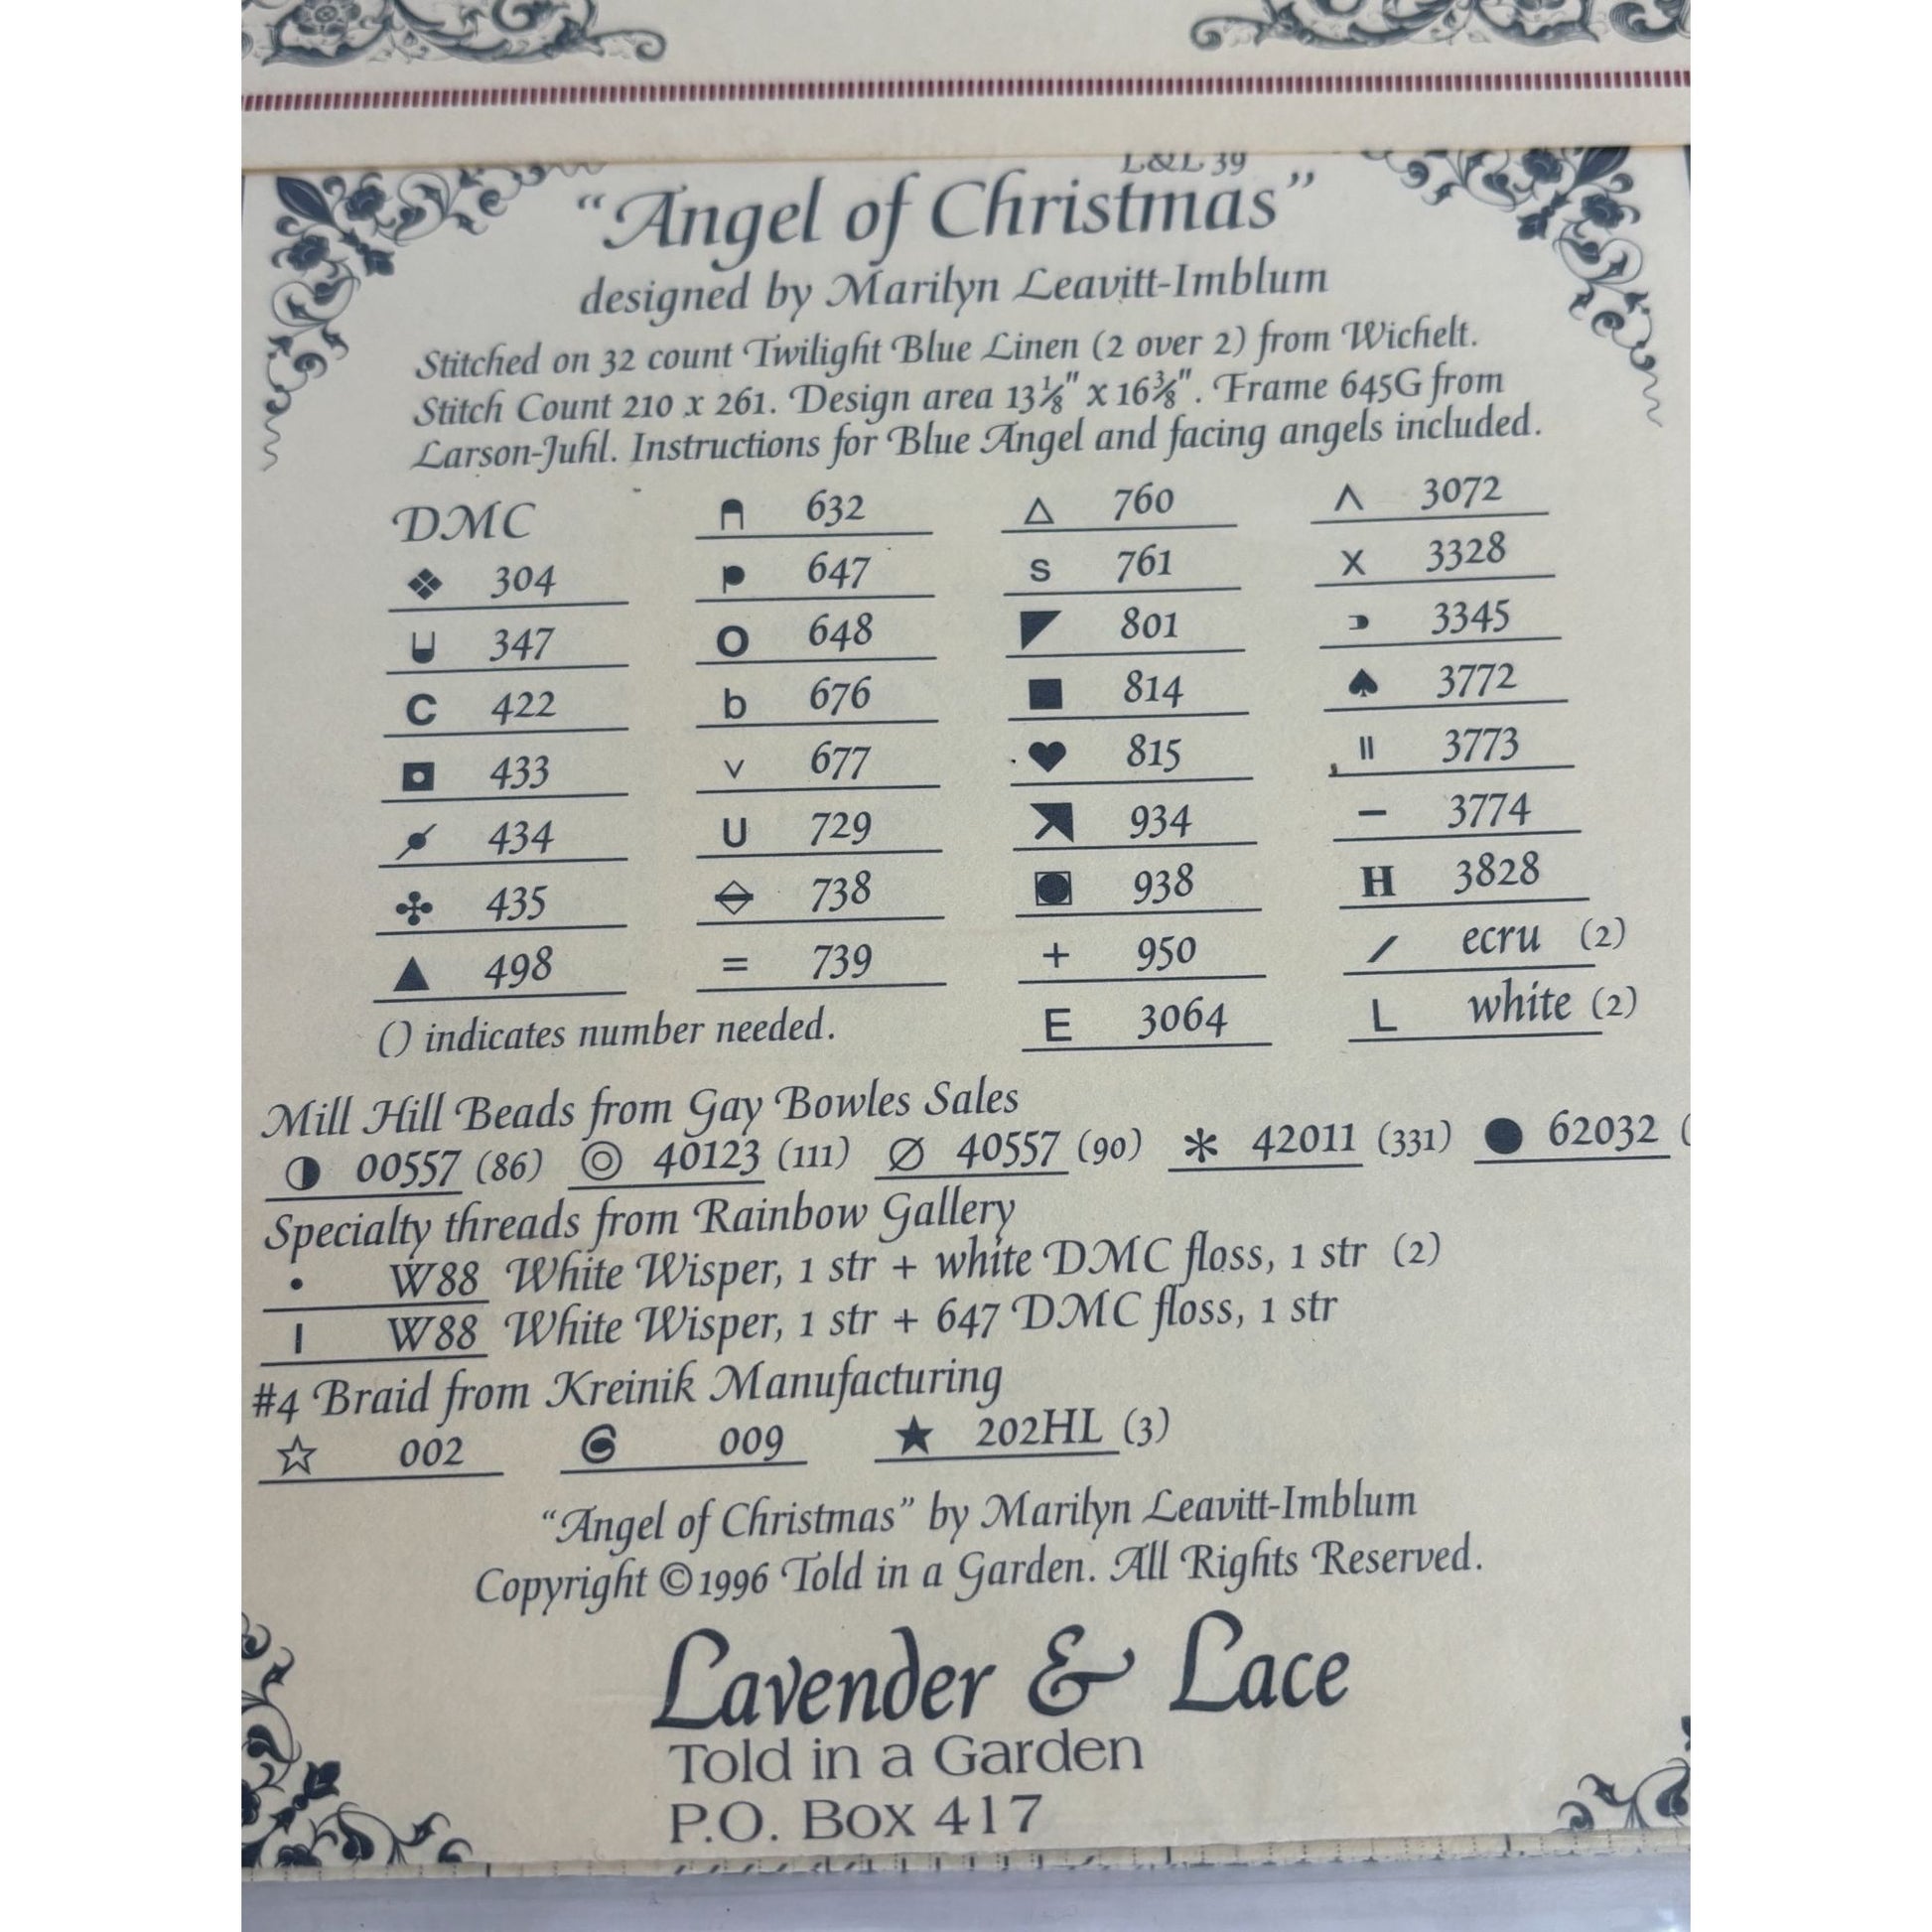 L&L 39
"Angel of Christmas"
designed by Marilyn Leavitt-Imblum
Stitched on 32 count Twilight Blue Linen (2 over 2) from Wichelt.
Stitch Count 210 x 261. Design area 13⅛" x 16⅜". Frame 645G from
Larson-Juhl. Instructions for Blue Angel and facing angels included.
DMC
304
347
C 422
433
434
435
498
() indicates number needed.
632
647
O 648
b 676
v 677
U 729
738
= 739
△ 760
s 761
801
■ 814
♥ 815
934
938
+ 950
E 3064
Λ 3072
x 3328
3345
♠ 3772
॥ 3773
– 3774
H 3828
/ ecru (2)
L white (2)
Mill Hill Beads from Gay Bowles Sales
◑ 00557 (86) ◎ 40123 (111) ∅ 40557 (90) * 42011 (331) ● 62032 (
Specialty threads from Rainbow Gallery
• W88 White Wisper, 1 str + white DMC floss, 1 str (2)
I W88 White Wisper, 1 str + 647 DMC floss, 1 str
#4 Braid from Kreinik Manufacturing
☆ 002 009 ★ 202HL (3)
"Angel of Christmas" by Marilyn Leavitt-Imblum
Copyright ©1996 Told in a Garden. All Rights Reserved.
Lavender & Lace
Told in a Garden
P.O. Box 417